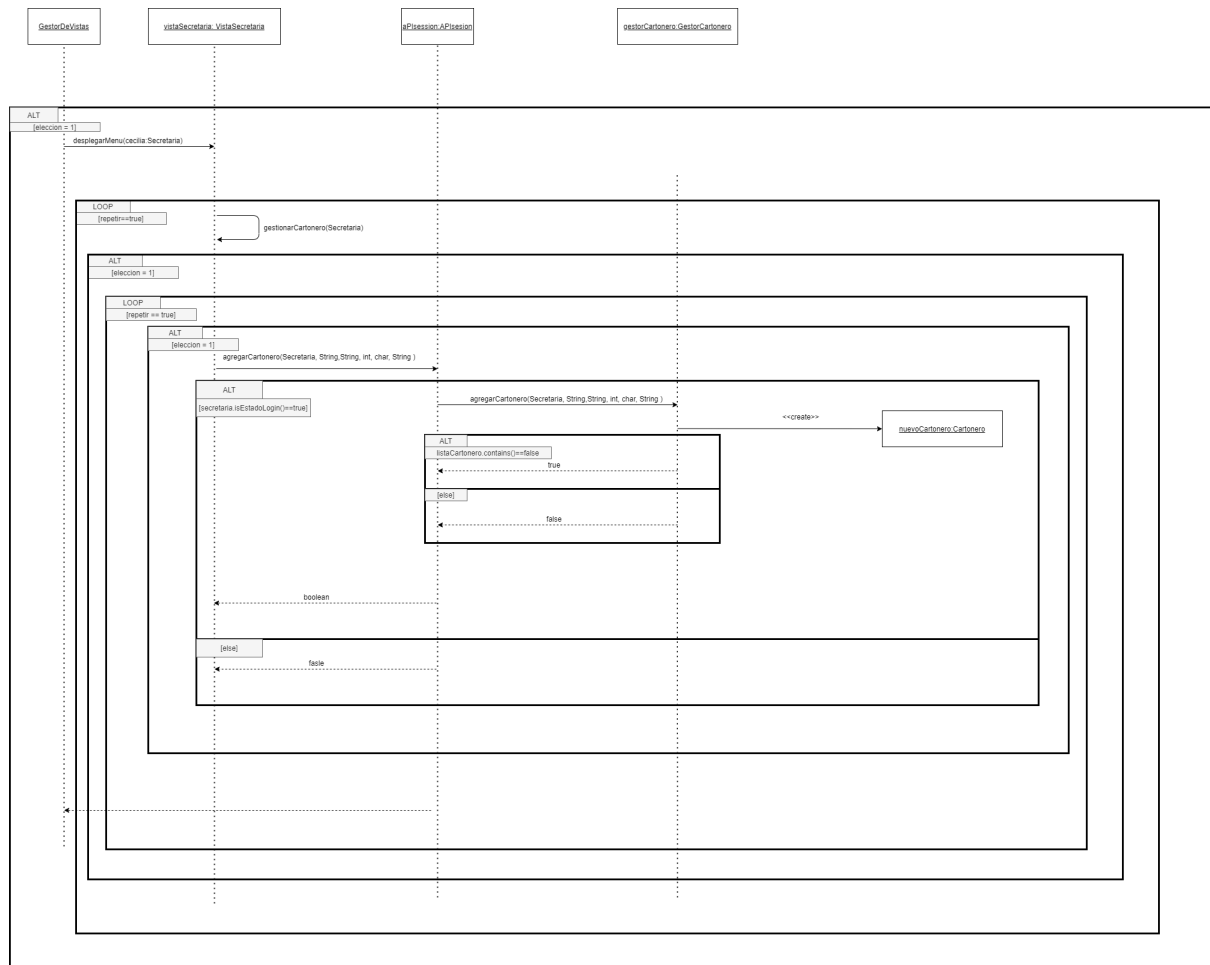 GestorDeVistas
vistaSecretaria: VistaSecretaria
aPIsession:APIsesion
gestorCartonero:GestorCartonero
ALT
[eleccion = 1]
desplegarMenu(cecilia:Secretaria)
LOOP
[repetir==true]
gestionarCartonero(Secretaria)
ALT
[eleccion = 1]
LOOP
[repetir == true]
ALT
[eleccion = 1]
agregarCartonero(Secretaria, String,String, int, char, String )
ALT
[secretaria.isEstadoLogin()==true]
agregarCartonero(Secretaria, String,String, int, char, String )
<<create>>
nuevoCartonero:Cartonero
ALT
listaCartonero.contains()==false
true
[else]
false
boolean
[else]
fasle